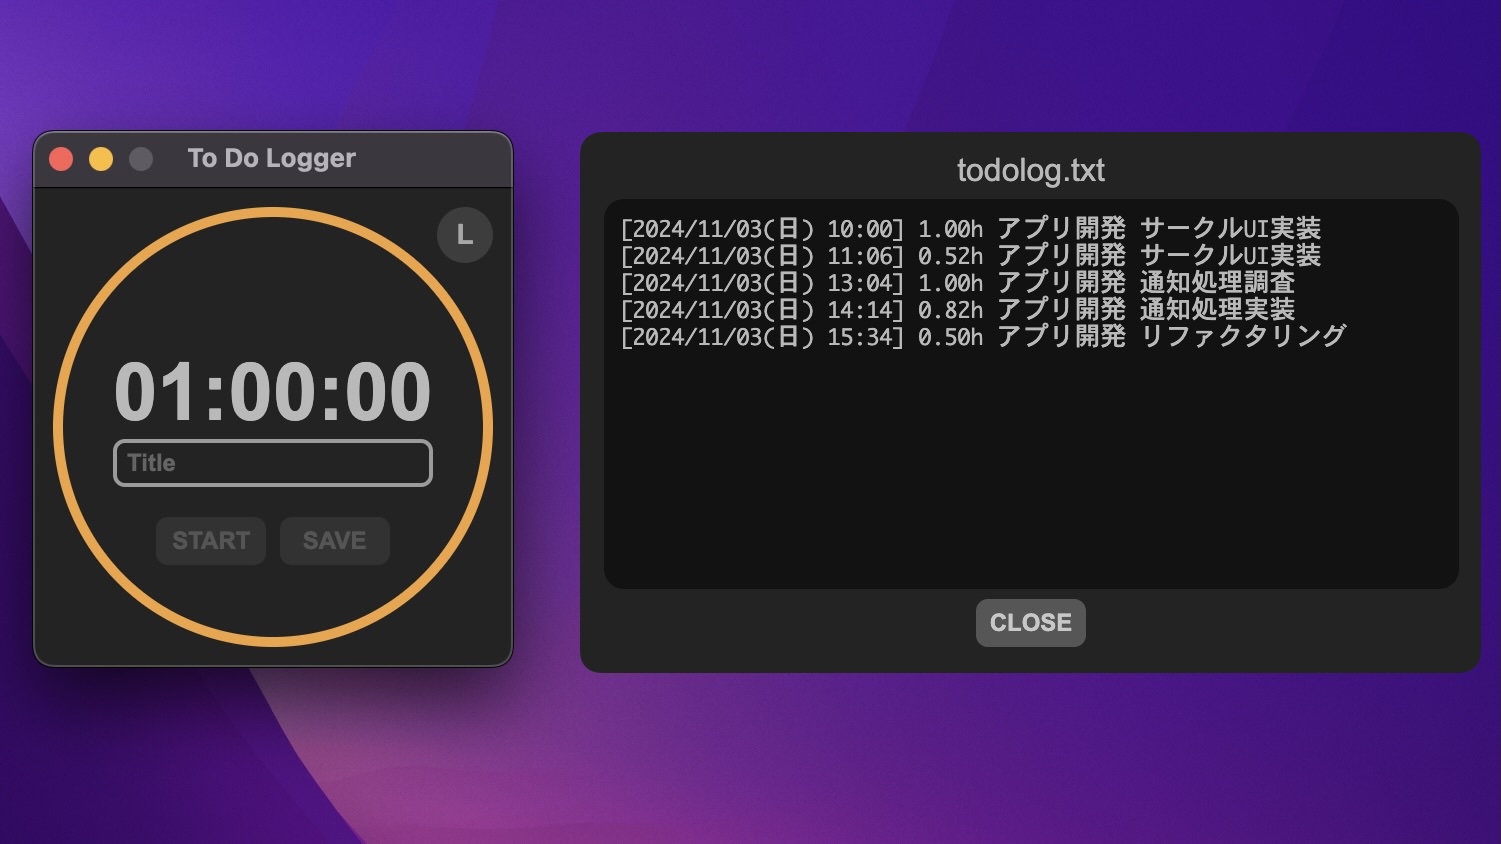 To Do Logger
L
01:00:00
Title
START SAVE
todolog.txt
[2024/11/03(日) 10:00] 1.00h アプリ開発 サークルUI実装
[2024/11/03(日) 11:06] 0.52h アプリ開発 サークルUI実装
[2024/11/03(日) 13:04] 1.00h アプリ開発 通知処理調査
[2024/11/03(日) 14:14] 0.82h アプリ開発 通知処理実装
[2024/11/03(日) 15:34] 0.50h アプリ開発 リファクタリング
CLOSE